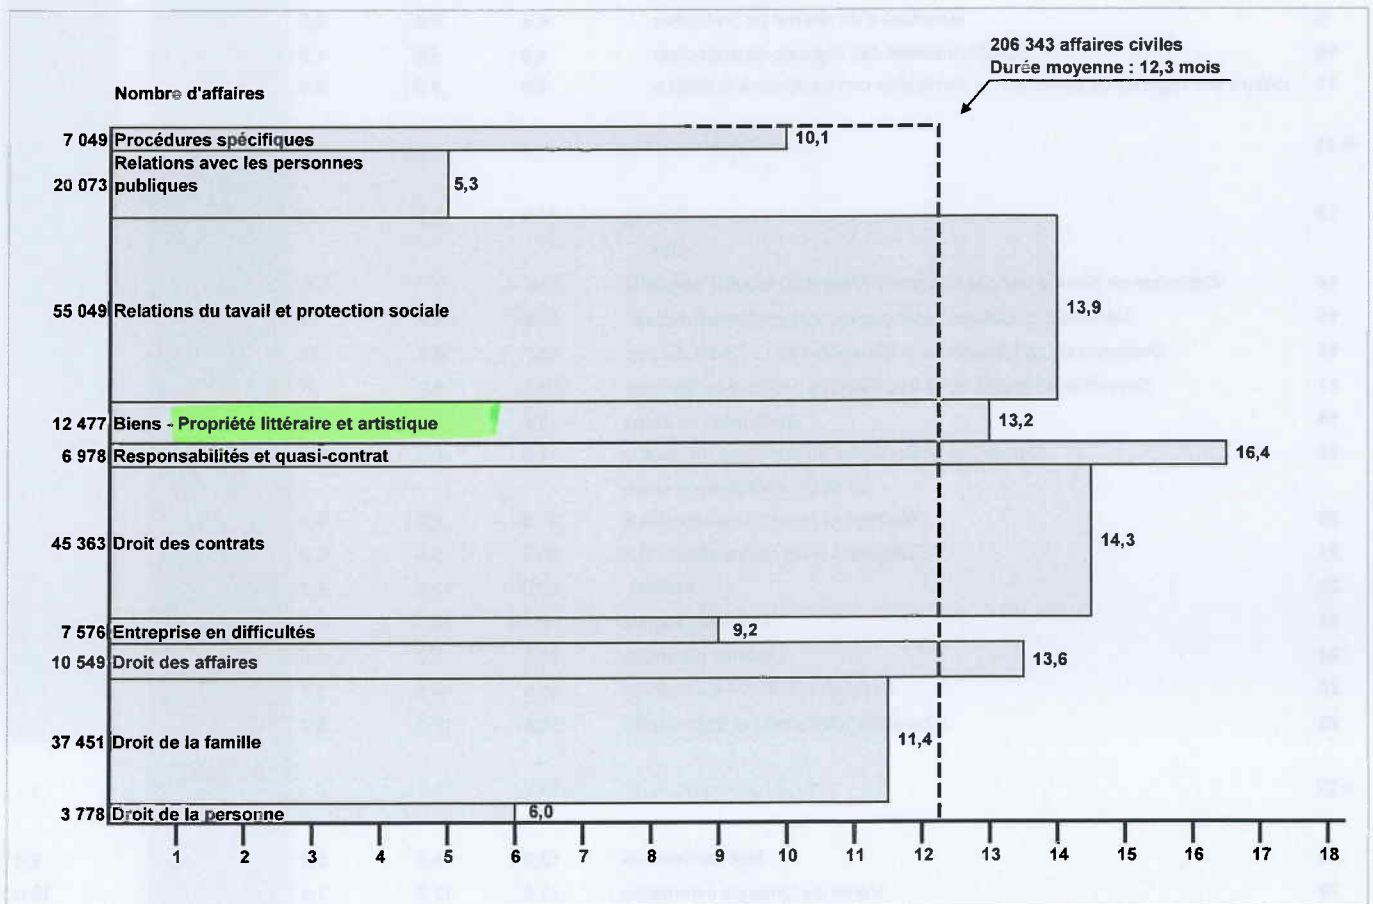 206 343 affaires civiles
Durée moyenne : 12,3 mois
Nombre d'affaires
7 049 Procédures spécifiques 10,1
Relations avec les personnes
20 073 publiques 5,3
55 049 Relations du tavail et protection sociale 13,9
12 477 Biens - Propriété littéraire et artistique 13,2
6 978 Responsabilités et quasi-contrat 16,4
45 363 Droit des contrats 14,3
7 576 Entreprise en difficultés 9,2
10 549 Droit des affaires 13,6
37 451 Droit de la famille 11,4
3 778 Droit de la personne 6,0
1 2 3 4 5 6 7 8 9 10 11 12 13 14 15 16 17 18